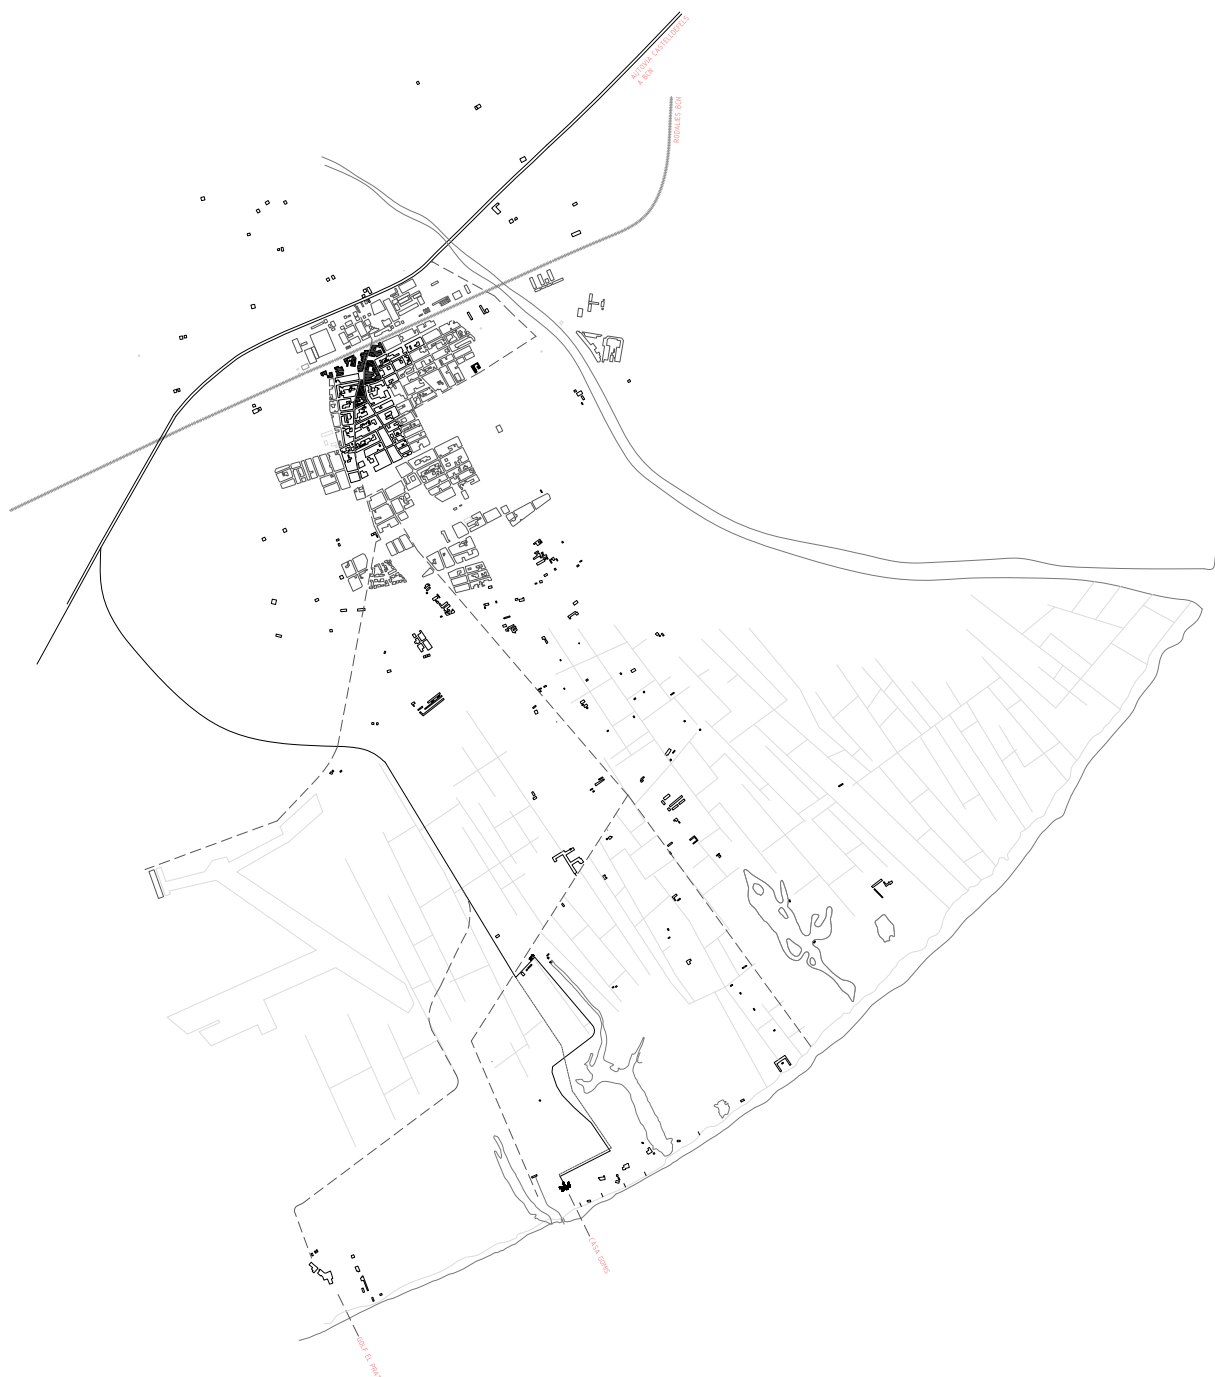 AUTOVIA CASTELLDEFELS
A BCN
RODALIES BCN
CASA GOMIS
GOLF EL PRAT